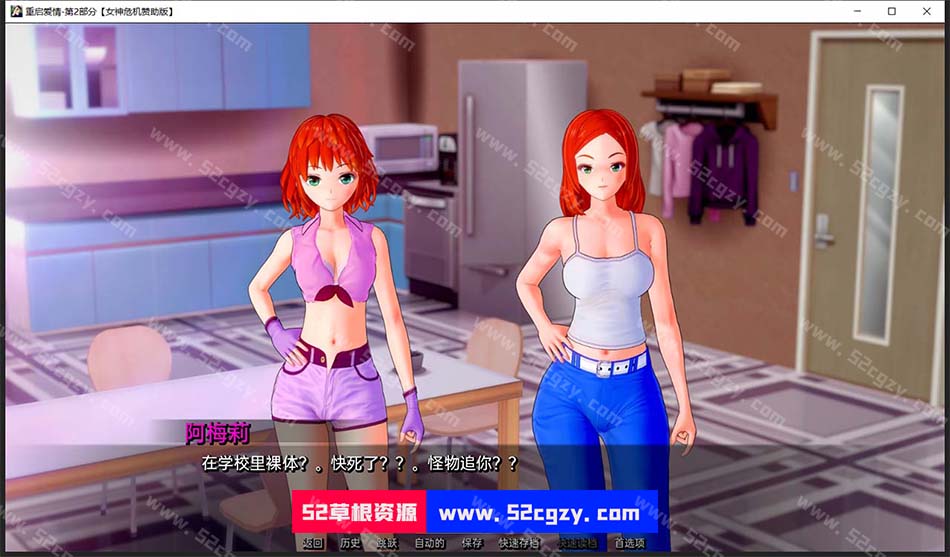 重启爱情-第2部分【女神危机赞助版】
阿梅莉
在学校里裸体？。快死了？？。怪物追你？？
52草根资源 www.52cgzy.com
返回 历史 跳跃 自动的 保存 快速存档 快速读档 首选项
www.52cgzy.com